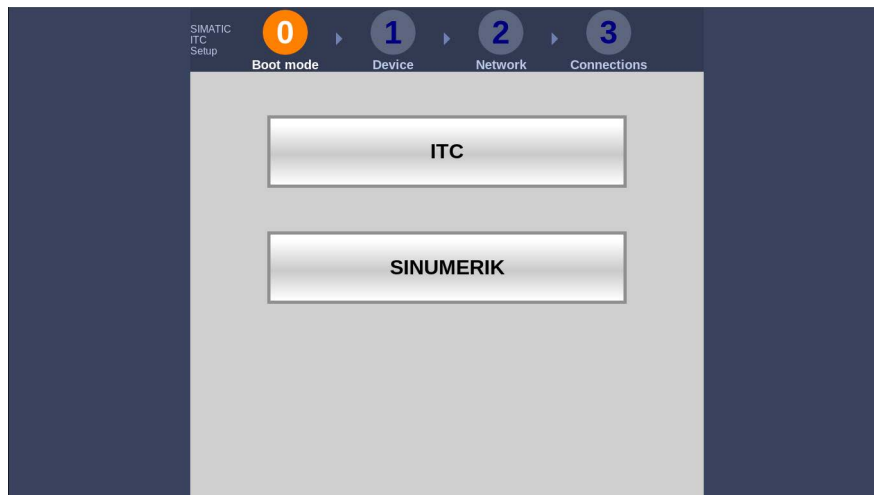 SIMATIC
ITC
Setup
0
Boot mode
1
Device
2
Network
3
Connections
ITC
SINUMERIK